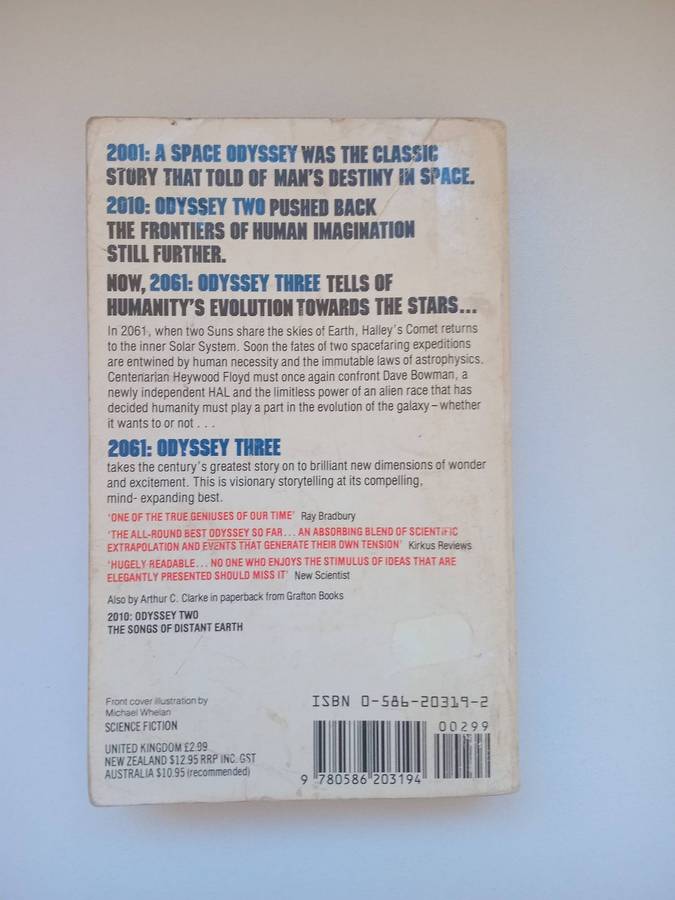 2001: A SPACE ODYSSEY WAS THE CLASSIC
STORY THAT TOLD OF MAN'S DESTINY IN SPACE.
2010: ODYSSEY TWO PUSHED BACK
THE FRONTIERS OF HUMAN IMAGINATION
STILL FURTHER.
NOW, 2061: ODYSSEY THREE TELLS OF
HUMANITY'S EVOLUTION TOWARDS THE STARS...
In 2061, when two Suns share the skies of Earth, Halley's Comet returns
to the inner Solar System. Soon the fates of two spacefaring expeditions
are entwined by human necessity and the immutable laws of astrophysics.
Centenarian Heywood Floyd must once again confront Dave Bowman, a
newly independent HAL and the limitless power of an alien race that has
decided humanity must play a part in the evolution of the galaxy – whether
it wants to or not . . .
2061: ODYSSEY THREE
takes the century's greatest story on to brilliant new dimensions of wonder
and excitement. This is visionary storytelling at its compelling,
mind- expanding best.
'ONE OF THE TRUE GENIUSES OF OUR TIME' Ray Bradbury
'THE ALL-ROUND BEST ODYSSEY SO FAR... AN ABSORBING BLEND OF SCIENTIFIC
EXTRAPOLATION AND EVENTS THAT GENERATE THEIR OWN TENSION' Kirkus Reviews
'HUGELY READABLE... NO ONE WHO ENJOYS THE STIMULUS OF IDEAS THAT ARE
ELEGANTLY PRESENTED SHOULD MISS IT' New Scientist
Also by Arthur C. Clarke in paperback from Grafton Books
2010: ODYSSEY TWO
THE SONGS OF DISTANT EARTH
Front cover illustration by
Michael Whelan
SCIENCE FICTION
UNITED KINGDOM £2.99
NEW ZEALAND $12.95 RRP INC. GST
AUSTRALIA $10.95 (recommended)
ISBN 0-586-20319-2
00299
9 780586 203194